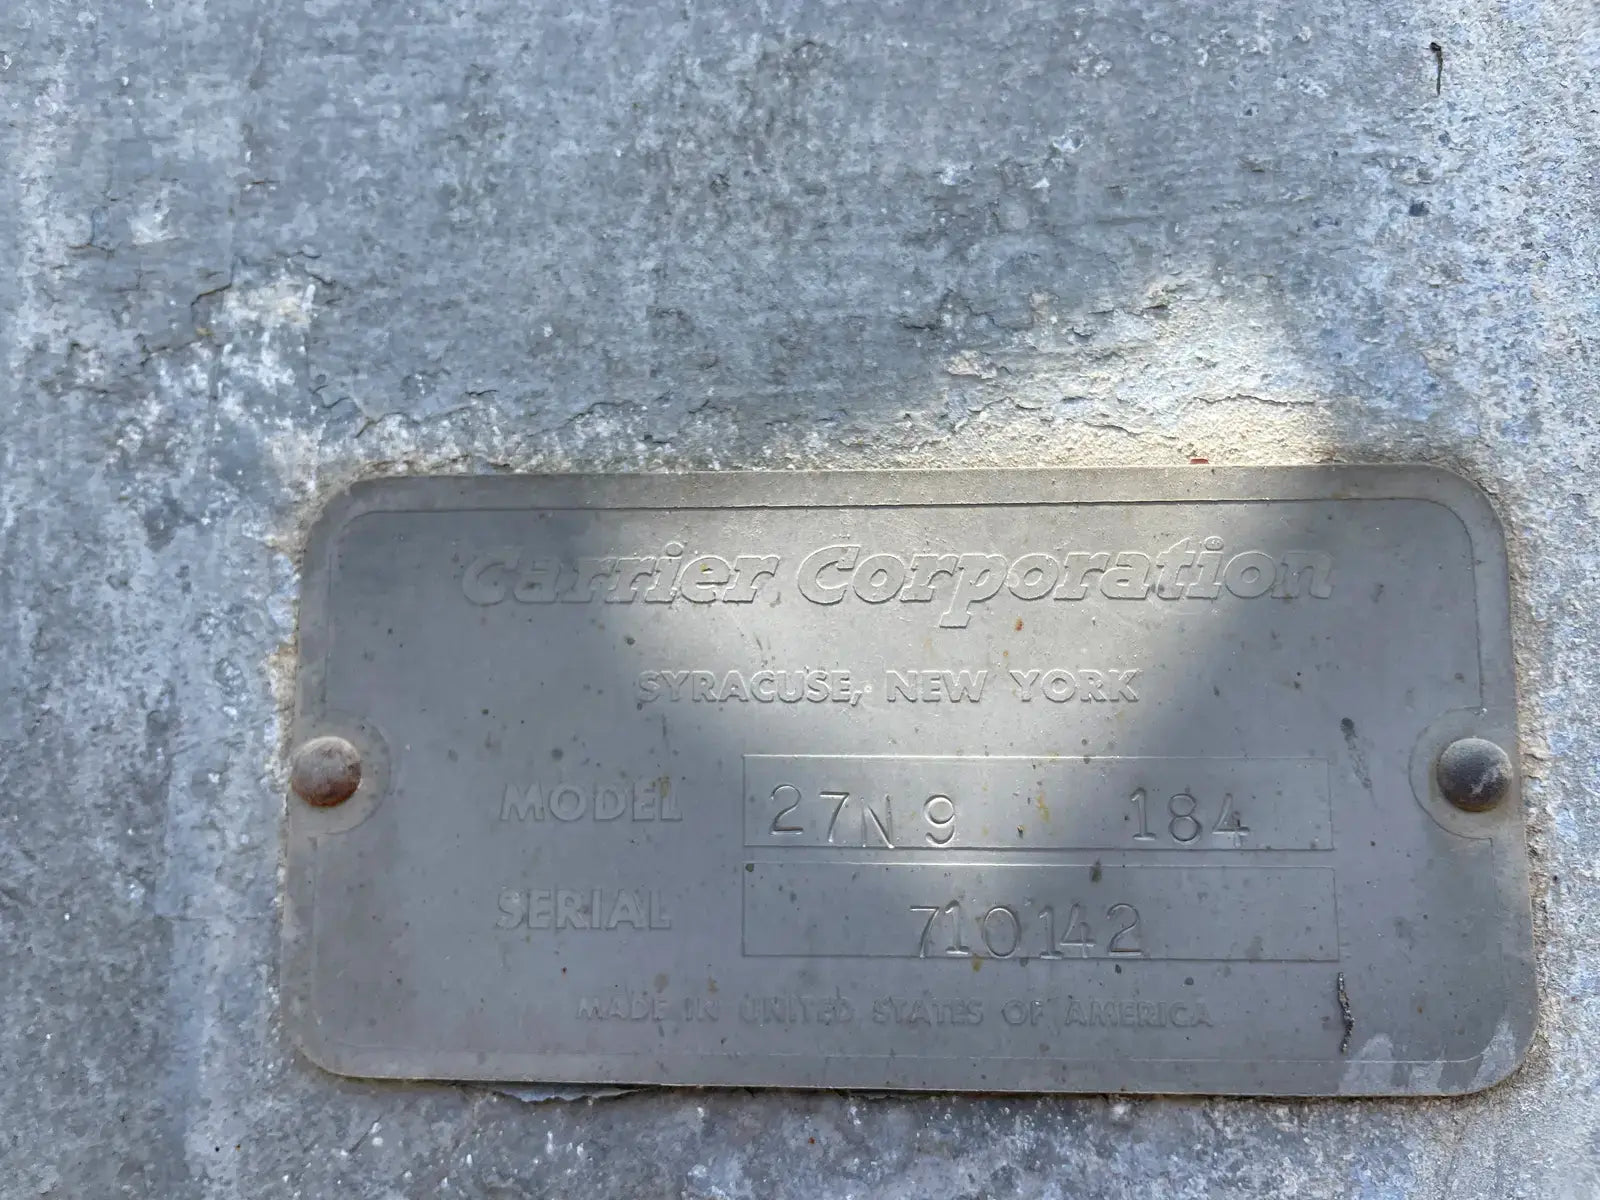 Carrier Corporation
SYRACUSE, NEW YORK
MODEL 27N9 184
SERIAL 710142
MADE IN UNITED STATES OF AMERICA